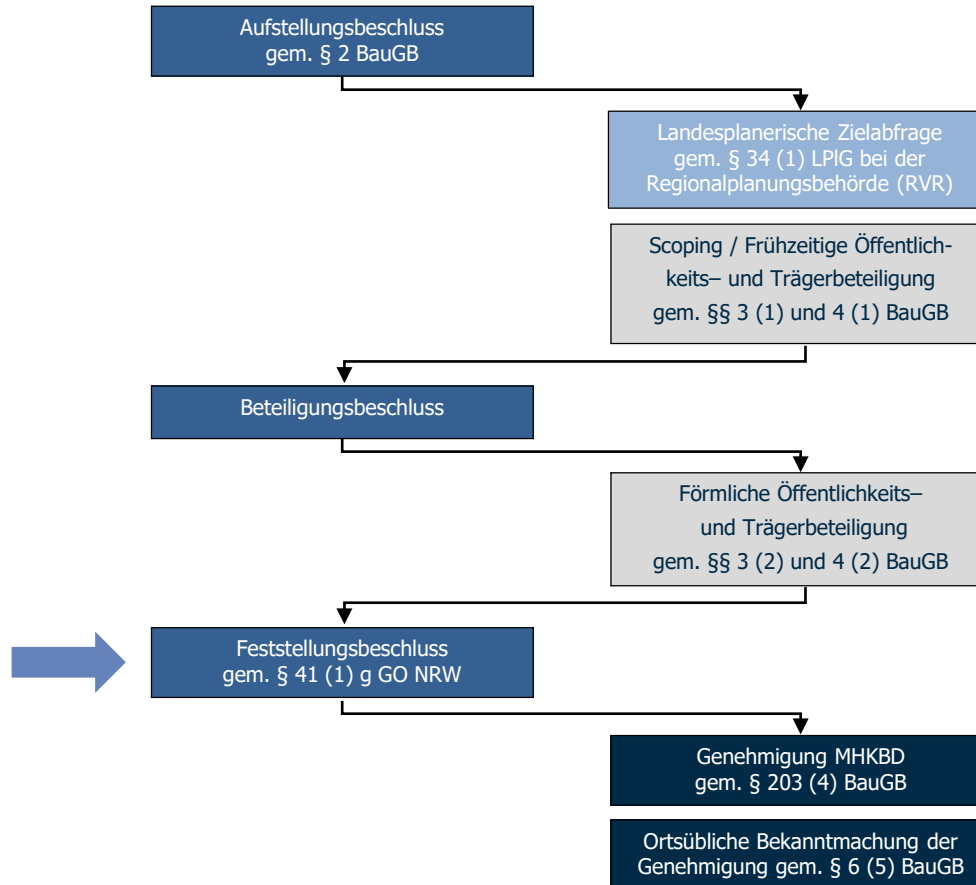 Aufstellungsbeschluss
gem. § 2 BauGB
Landesplanerische Zielabfrage
gem. § 34 (1) LPlG bei der
Regionalplanungsbehörde (RVR)
Scoping / Frühzeitige Öffentlich-
keits– und Trägerbeteiligung
gem. §§ 3 (1) und 4 (1) BauGB
Beteiligungsbeschluss
Förmliche Öffentlichkeits–
und Trägerbeteiligung
gem. §§ 3 (2) und 4 (2) BauGB
Feststellungsbeschluss
gem. § 41 (1) g GO NRW
Genehmigung MHKBD
gem. § 203 (4) BauGB
Ortsübliche Bekanntmachung der
Genehmigung gem. § 6 (5) BauGB